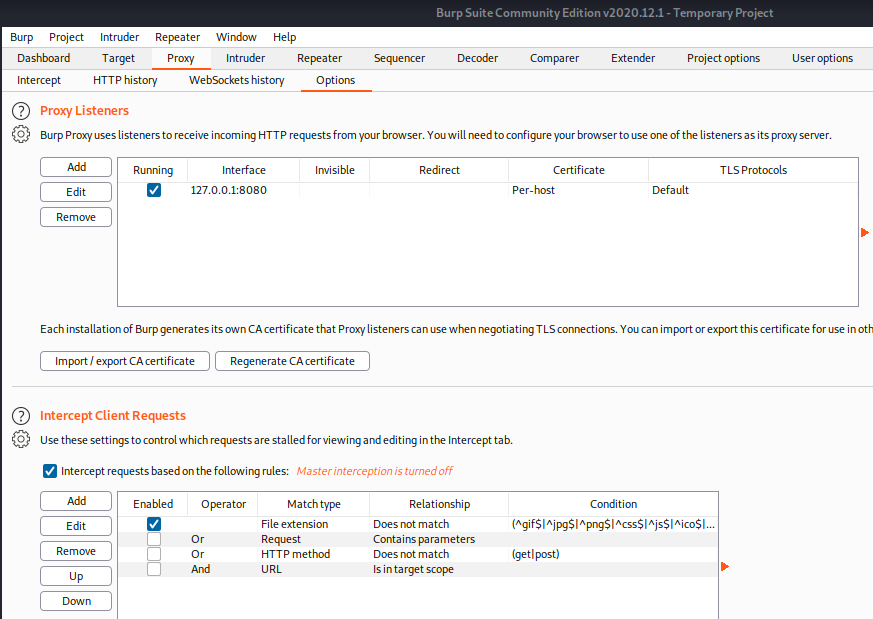 Burp Suite Community Edition v2020.12.1 - Temporary Project
Burp Project Intruder Repeater Window Help
Dashboard Target Proxy Intruder Repeater Sequencer Decoder Comparer Extender Project options User options
Intercept HTTP history WebSockets history Options
? Proxy Listeners
Burp Proxy uses listeners to receive incoming HTTP requests from your browser. You will need to configure your browser to use one of the listeners as its proxy server.
Add
Edit
Remove
Running Interface Invisible Redirect Certificate TLS Protocols
127.0.0.1:8080 Per-host Default
Each installation of Burp generates its own CA certificate that Proxy listeners can use when negotiating TLS connections. You can import or export this certificate for use in oth
Import / export CA certificate Regenerate CA certificate
? Intercept Client Requests
Use these settings to control which requests are stalled for viewing and editing in the Intercept tab.
Intercept requests based on the following rules: Master interception is turned off
Add
Edit
Remove
Up
Down
Enabled Operator Match type Relationship Condition
File extension Does not match (^gif$|^jpg$|^png$|^css$|^js$|^ico$|...
Or Request Contains parameters
Or HTTP method Does not match (get|post)
And URL Is in target scope